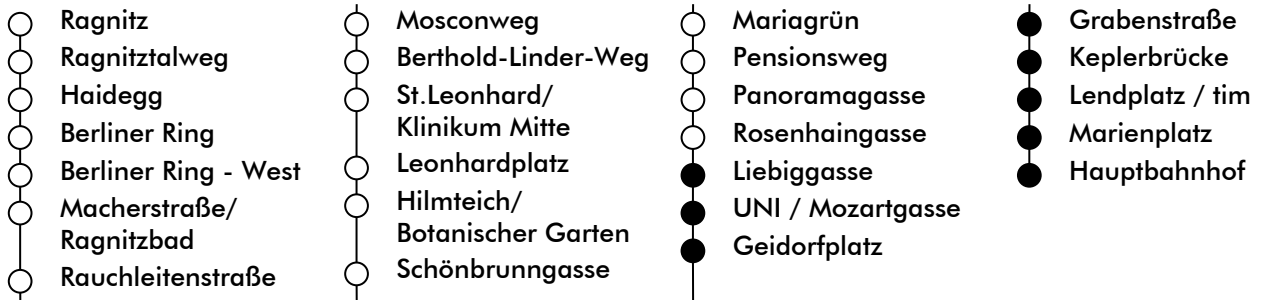 Ragnitz
Ragnitztalweg
Haidegg
Berliner Ring
Berliner Ring - West
Macherstraße/
Ragnitzbad
Rauchleitenstraße
Mosconweg
Berthold-Linder-Weg
St.Leonhard/
Klinikum Mitte
Leonhardplatz
Hilmteich/
Botanischer Garten
Schönbrunngasse
Mariagrün
Pensionsweg
Panoramagasse
Rosenhaingasse
Liebiggasse
UNI / Mozartgasse
Geidorfplatz
Grabenstraße
Keplerbrücke
Lendplatz / tim
Marienplatz
Hauptbahnhof